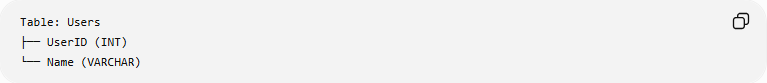 Table: Users
├── UserID (INT)
└── Name (VARCHAR)